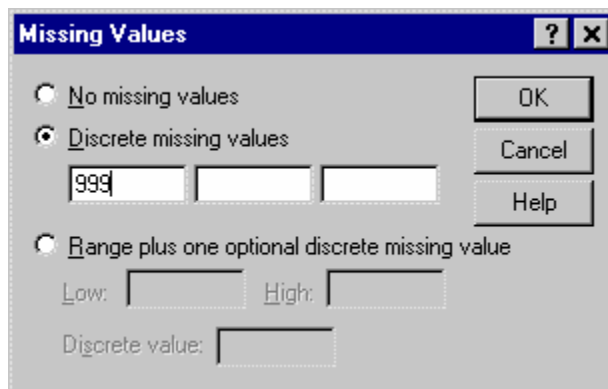 Missing Values ? ×
No missing values OK
Discrete missing values Cancel
999
Help
Range plus one optional discrete missing value
Low: High:
Discrete value: